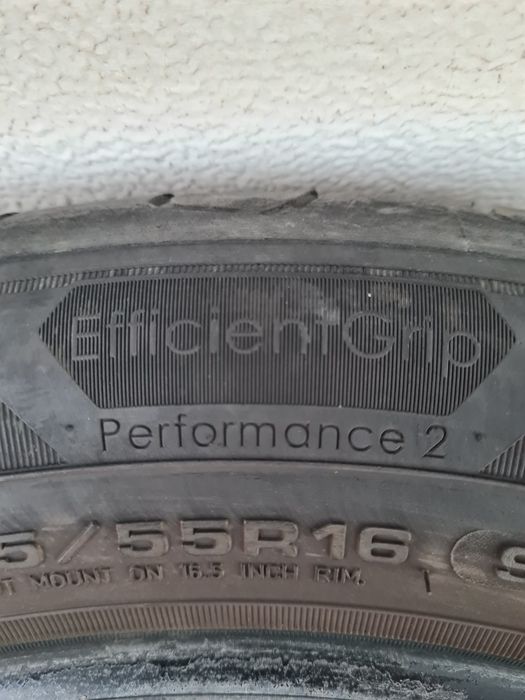 EfficientGrip
Performance 2
5/55R16
MOUNT ON 16.5 INCH RIM.